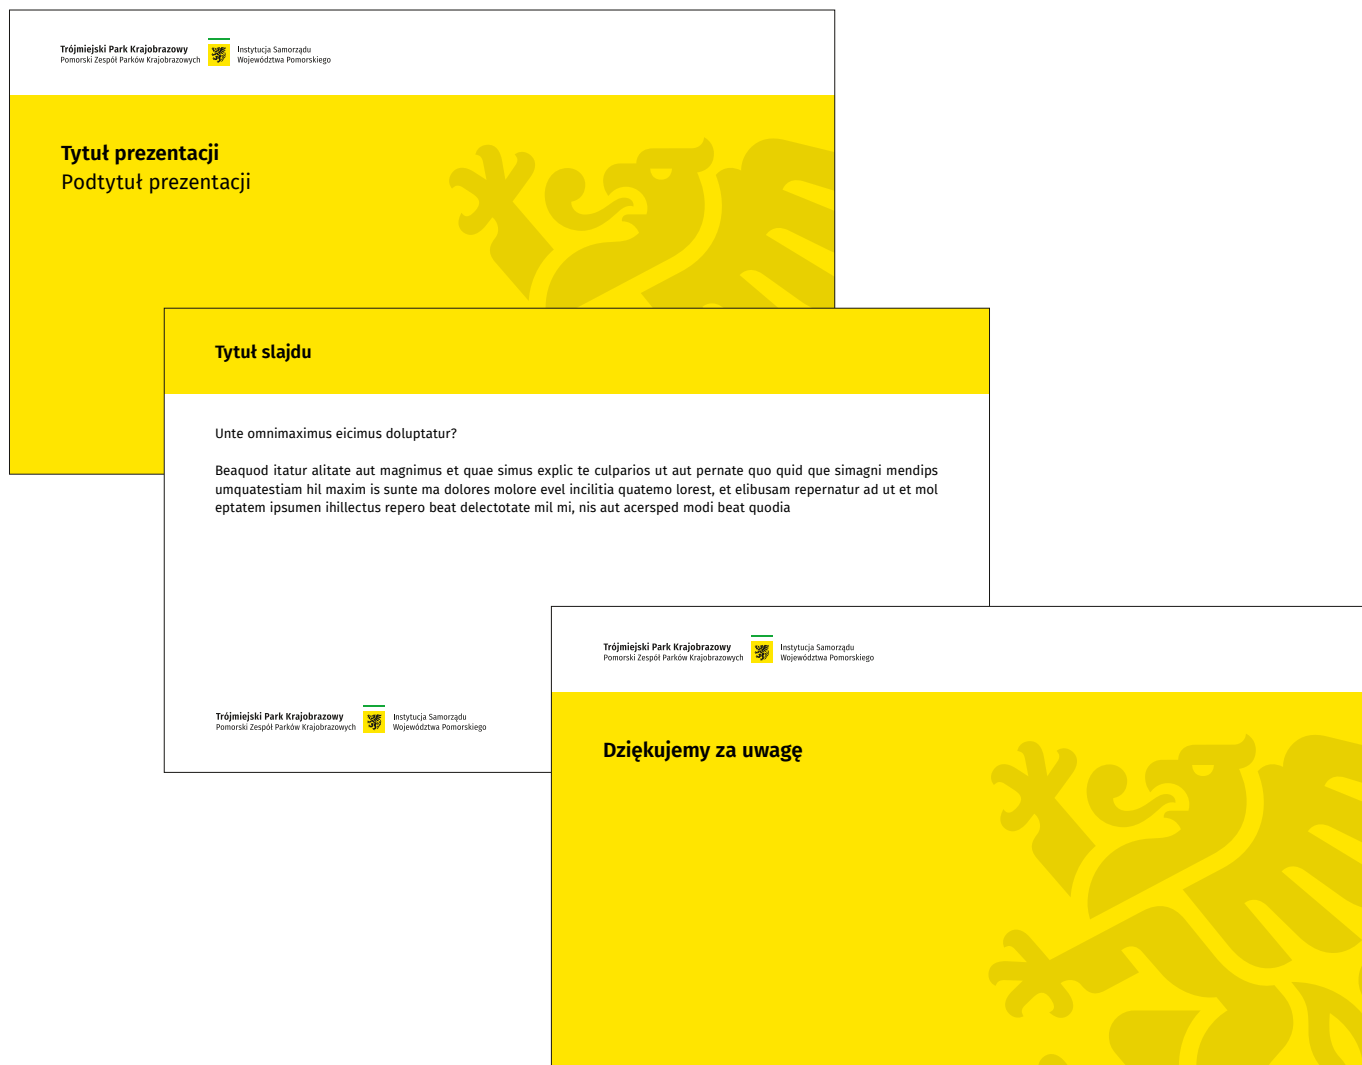 Trójmiejski Park Krajobrazowy
Pomorski Zespół Parków Krajobrazowych
Instytucja Samorządu
Województwa Pomorskiego
Tytuł prezentacji
Podtytuł prezentacji
Tytuł slajdu
Unte omnimaximus eicimus doluptatur?
Beaquod itatur alitate aut magnimus et quae simus explic te culparios ut aut pernate quo quid que simagni mendips
umquatestiam hil maxim is sunte ma dolores molore evel incilitia quatemo lorest, et elibusam repernatur ad ut et mol
eptatem ipsumen ihillectus repero beat delectotate mil mi, nis aut acersped modi beat quodia
Trójmiejski Park Krajobrazowy
Pomorski Zespół Parków Krajobrazowych
Instytucja Samorządu
Województwa Pomorskiego
Trójmiejski Park Krajobrazowy
Pomorski Zespół Parków Krajobrazowych
Instytucja Samorządu
Województwa Pomorskiego
Dziękujemy za uwagę